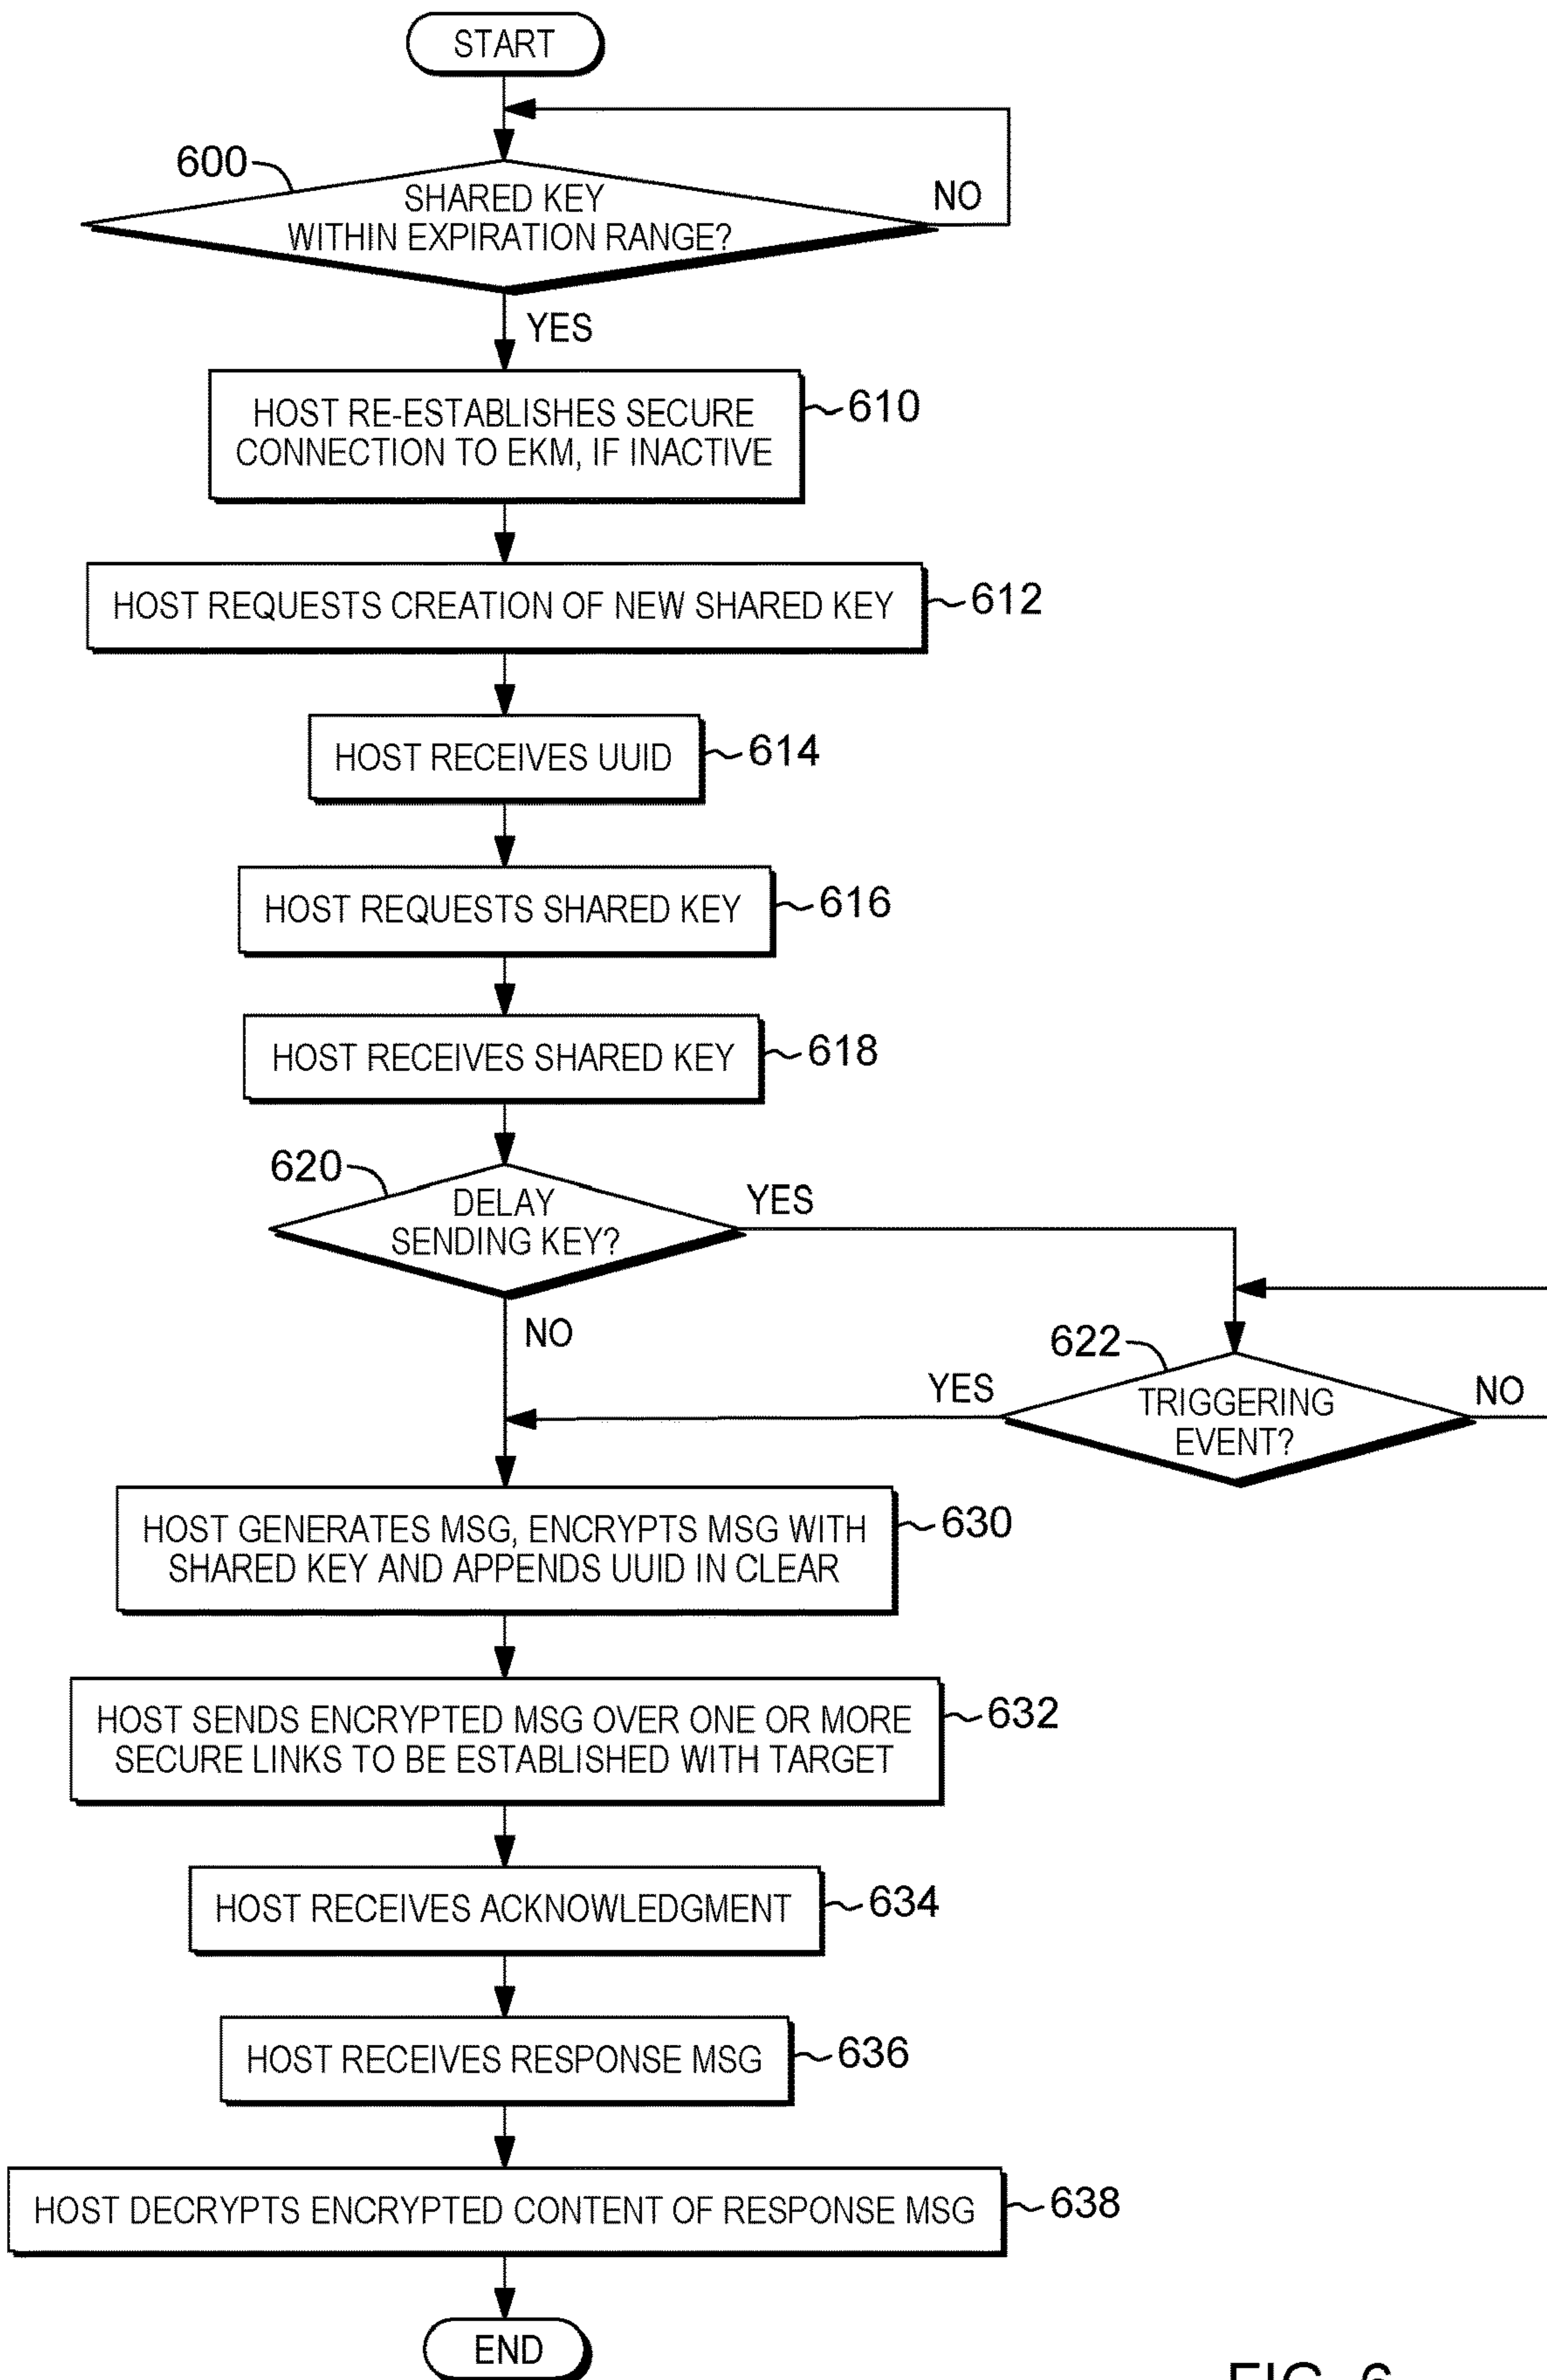 START
600
SHARED KEY
WITHIN EXPIRATION RANGE?
NO
YES
HOST RE-ESTABLISHES SECURE
CONNECTION TO EKM, IF INACTIVE
610
HOST REQUESTS CREATION OF NEW SHARED KEY
612
HOST RECEIVES UUID
614
HOST REQUESTS SHARED KEY
616
HOST RECEIVES SHARED KEY
618
620
DELAY
SENDING KEY?
YES
NO
622
TRIGGERING
EVENT?
YES
NO
HOST GENERATES MSG, ENCRYPTS MSG WITH
SHARED KEY AND APPENDS UUID IN CLEAR
630
HOST SENDS ENCRYPTED MSG OVER ONE OR MORE
SECURE LINKS TO BE ESTABLISHED WITH TARGET
632
HOST RECEIVES ACKNOWLEDGMENT
634
HOST RECEIVES RESPONSE MSG
636
HOST DECRYPTS ENCRYPTED CONTENT OF RESPONSE MSG
638
END
FIG. 6